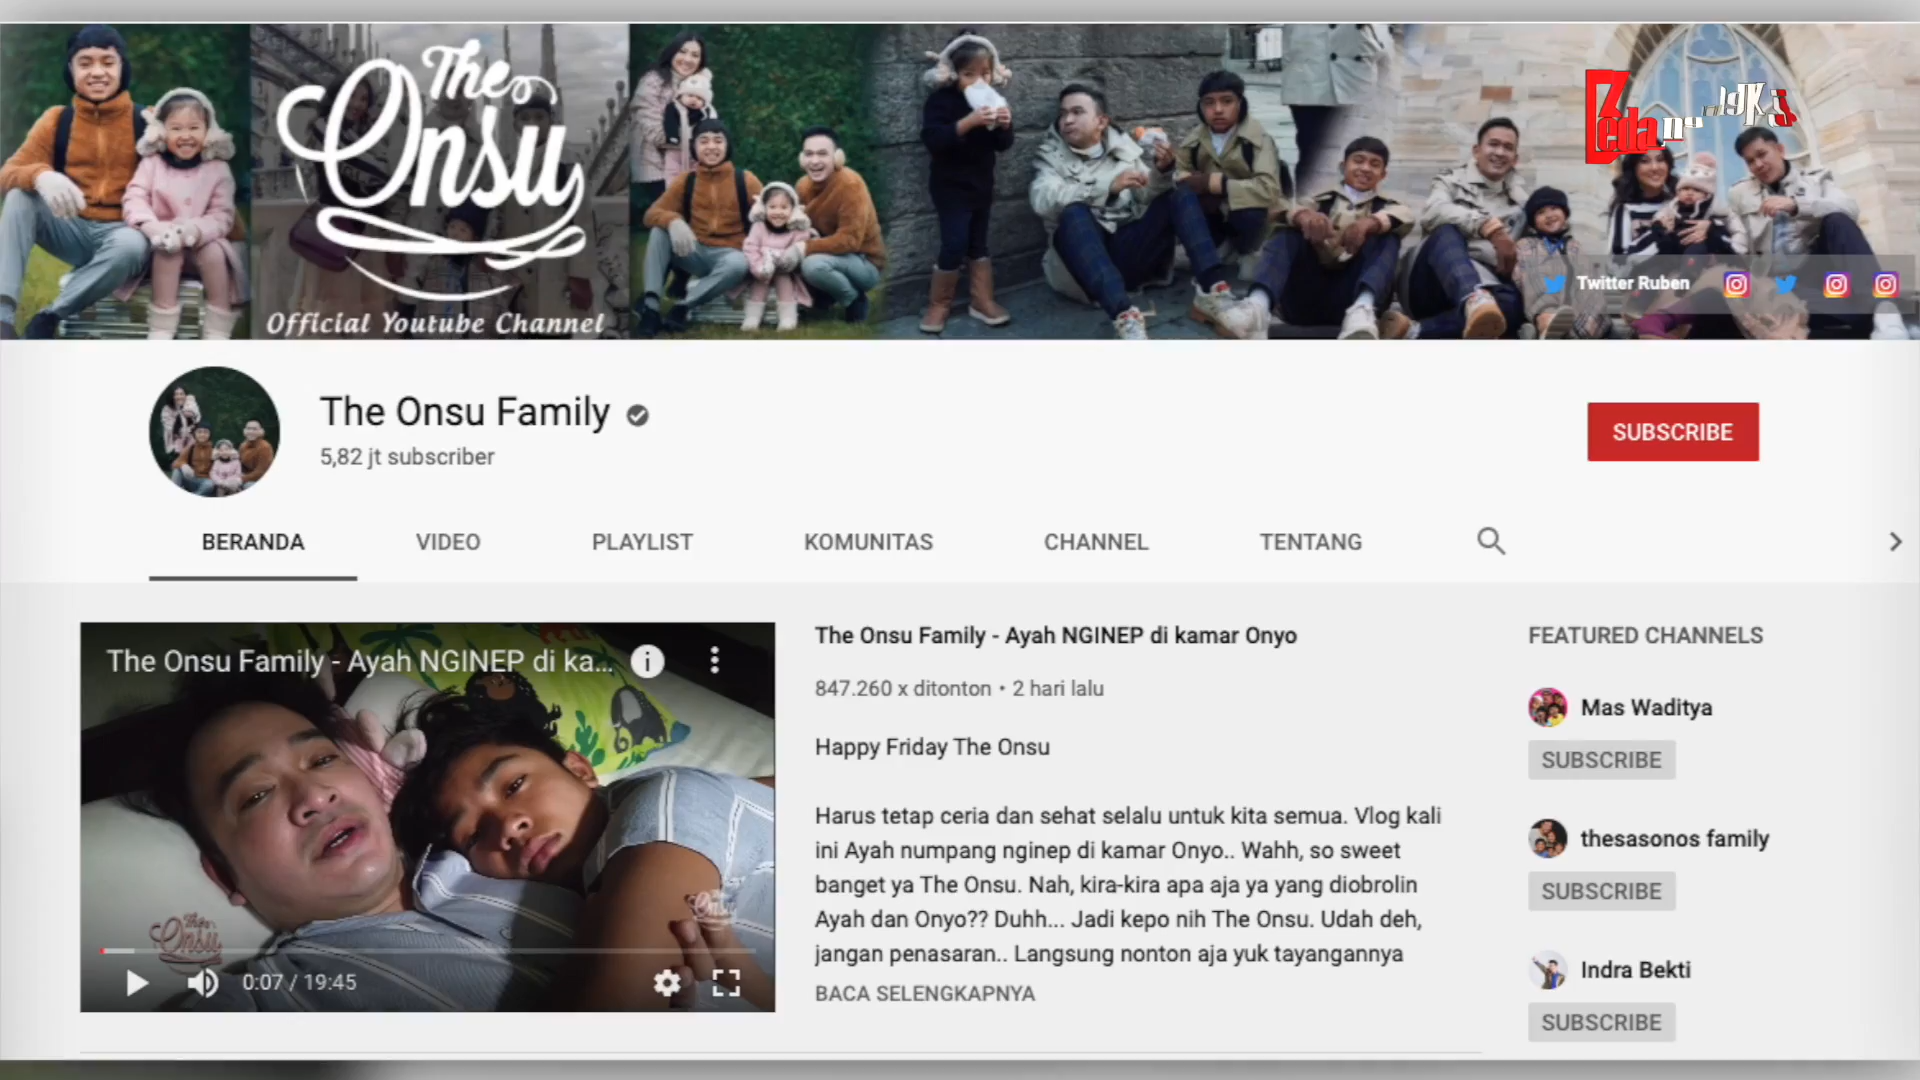 The
Onsu
Official Youtube Channel
Twitter Ruben
The Onsu Family
5,82 jt subscriber
SUBSCRIBE
BERANDA
VIDEO
PLAYLIST
KOMUNITAS
CHANNEL
TENTANG
The Onsu Family - Ayah NGINEP di ka...
The Onsu
Onsu
0:07 / 19:45
The Onsu Family - Ayah NGINEP di kamar Onyo
847.260 x ditonton • 2 hari lalu
Happy Friday The Onsu
Harus tetap ceria dan sehat selalu untuk kita semua. Vlog kali
ini Ayah numpang nginep di kamar Onyo.. Wahh, so sweet
banget ya The Onsu. Nah, kira-kira apa aja ya yang diobrolin
Ayah dan Onyo?? Duhh... Jadi kepo nih The Onsu. Udah deh,
jangan penasaran.. Langsung nonton aja yuk tayangannya
BACA SELENGKAPNYA
FEATURED CHANNELS
Mas Waditya
SUBSCRIBE
thesasonos family
SUBSCRIBE
Indra Bekti
SUBSCRIBE